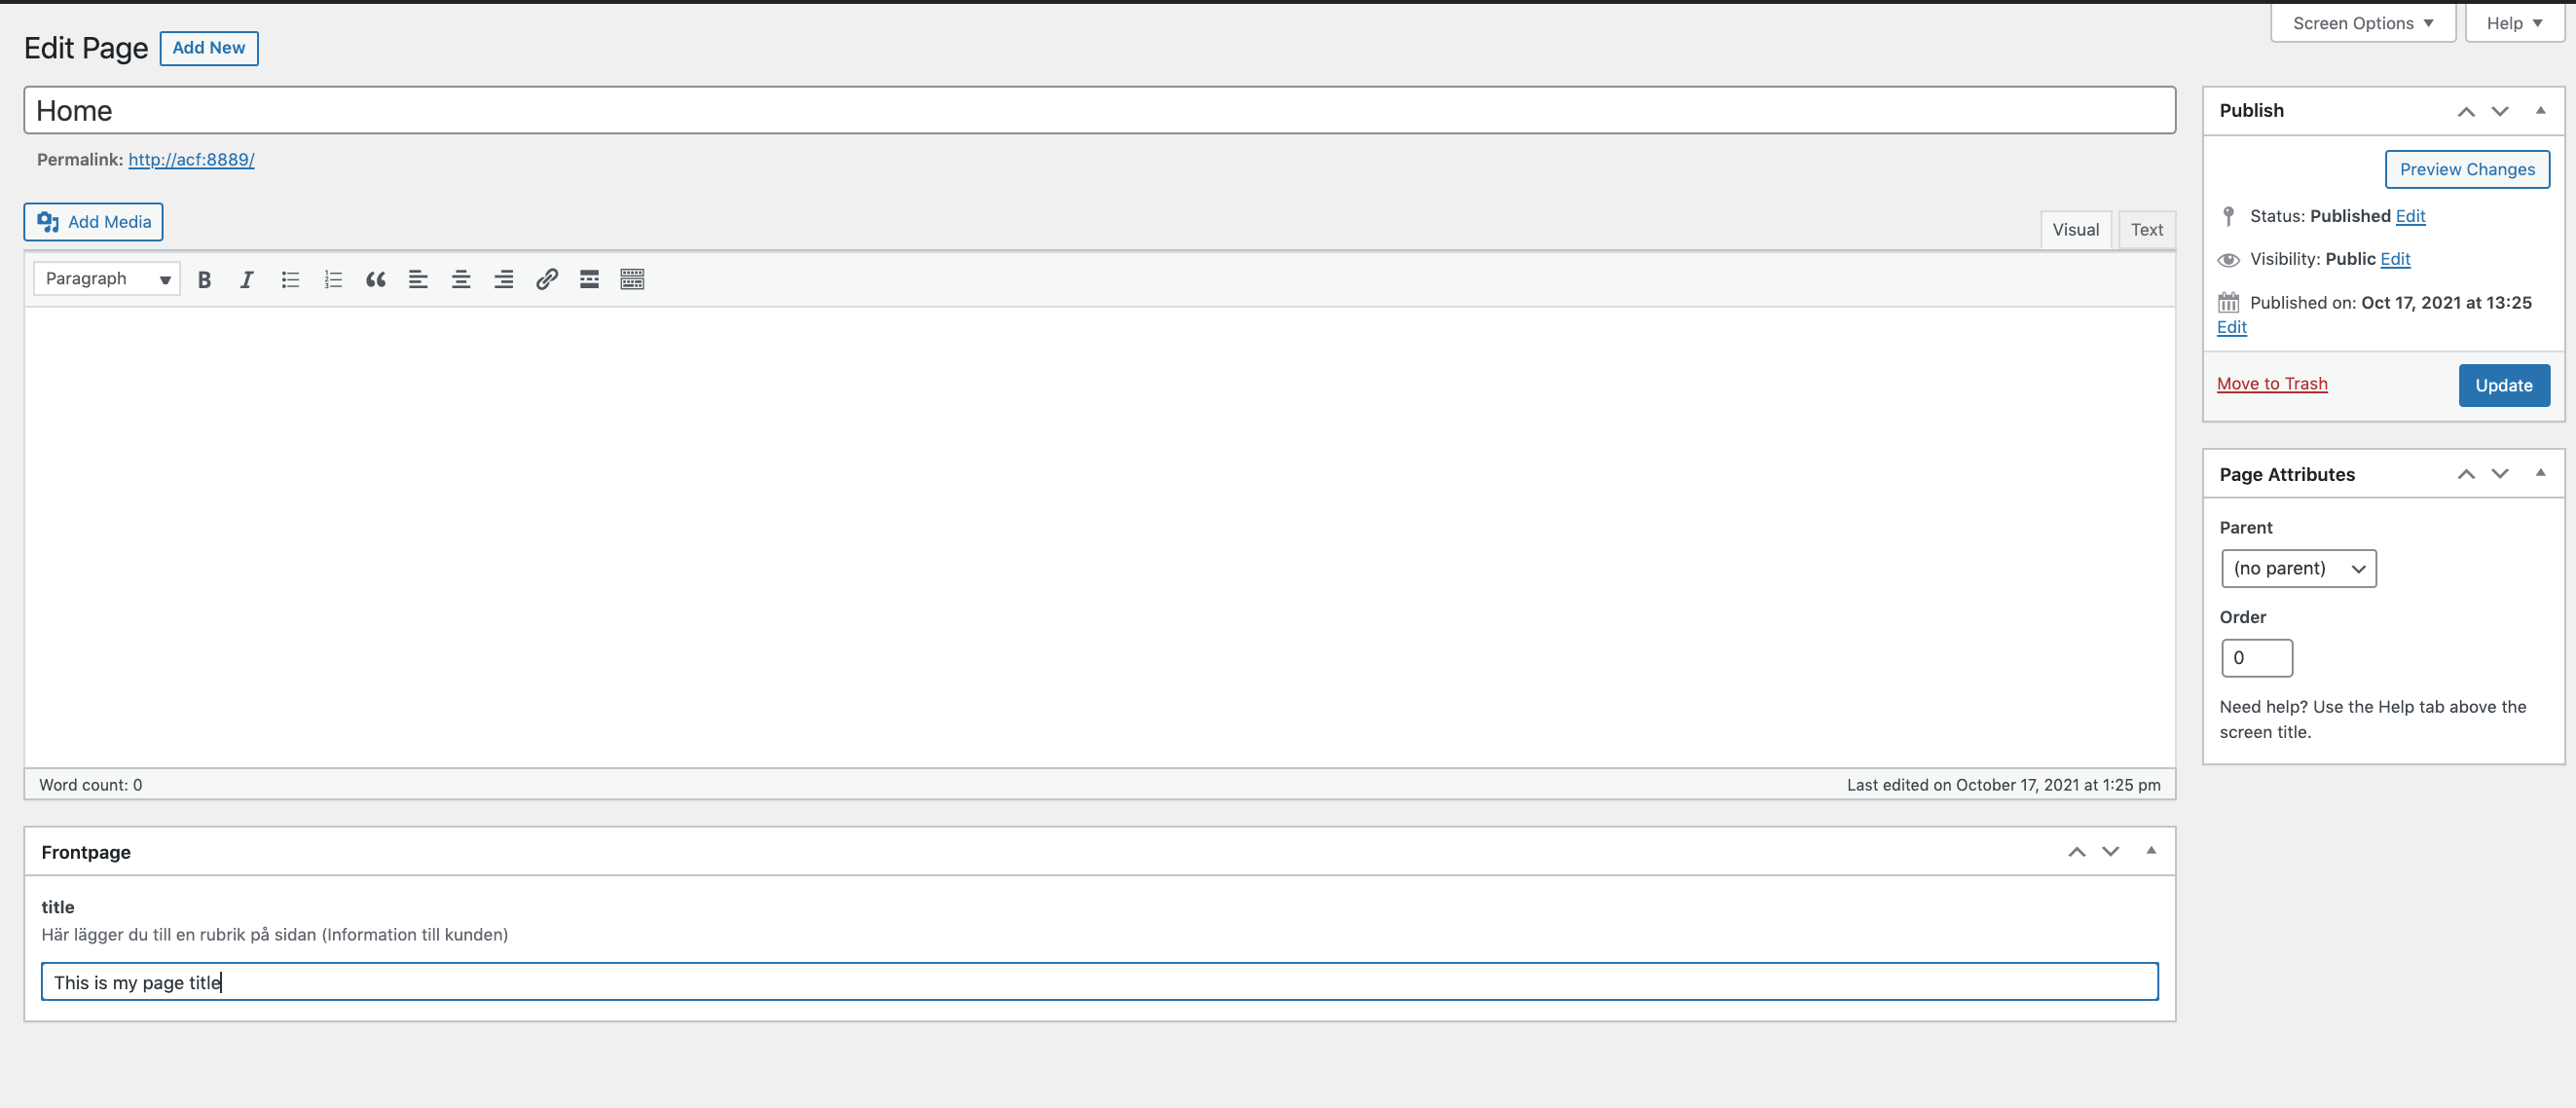 Screen Options
Help
Edit Page
Add New
Home
Permalink: http://acf:8889/
Add Media
Visual
Text
Paragraph
Word count: 0
Last edited on October 17, 2021 at 1:25 pm
Frontpage
title
Här lägger du till en rubrik på sidan (Information till kunden)
This is my page title
Publish
Preview Changes
Status: Published Edit
Visibility: Public Edit
Published on: Oct 17, 2021 at 13:25
Edit
Move to Trash
Update
Page Attributes
Parent
(no parent)
Order
0
Need help? Use the Help tab above the
screen title.